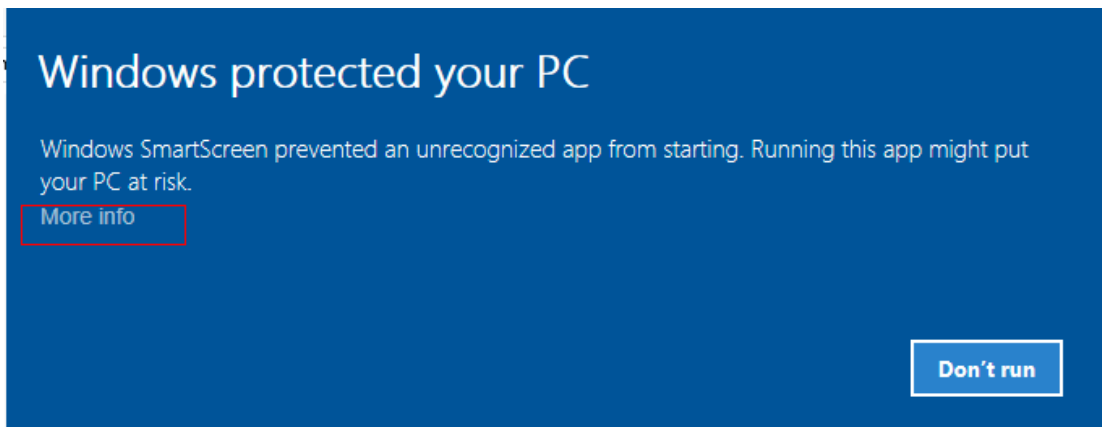 Windows protected your PC
Windows SmartScreen prevented an unrecognized app from starting. Running this app might put
your PC at risk.
More info
Don't run